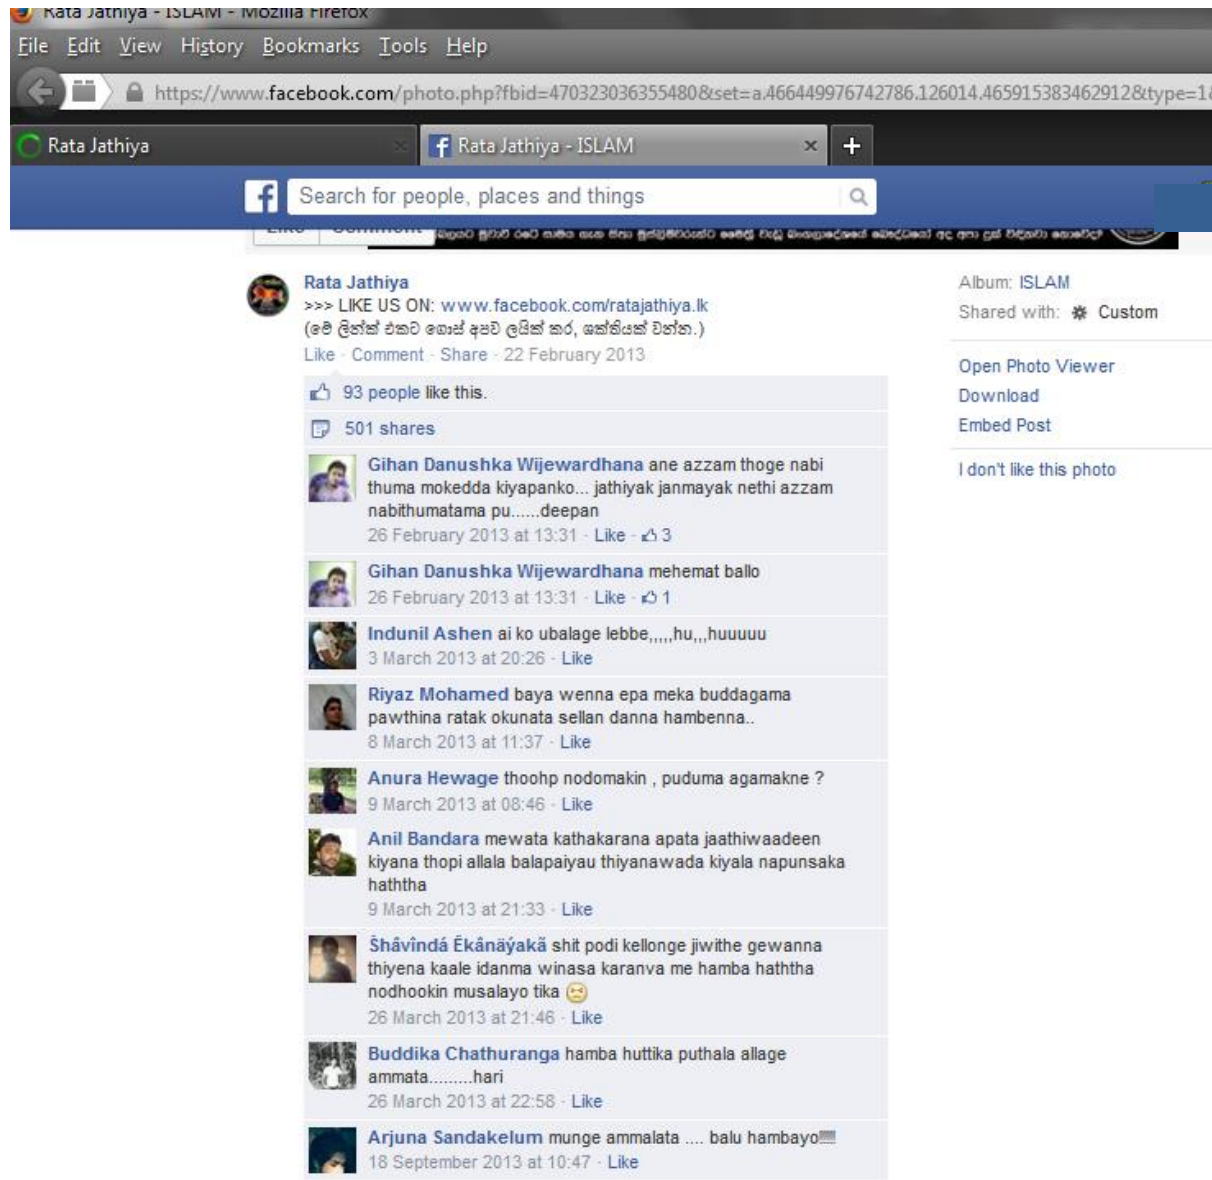 Rata Jathiya - ISLAM - Mozilla Firefox
File Edit View History Bookmarks Tools Help
https://www.facebook.com/photo.php?fbid=470323036355480&set=a.466449976742786.126014.465915383462912&type=1&
Rata Jathiya
Rata Jathiya - ISLAM
Search for people, places and things
Like Comment
Rata Jathiya
>>> LIKE US ON: www.facebook.com/ratajathiya.lk
(මේ ලින්ක් එකට ගොස් අපව ලයික් කර, ශක්තියක් වන්න.)
Like · Comment · Share · 22 February 2013
93 people like this.
501 shares
Gihan Danushka Wijewardhana ane azzam thoge nabi
thuma mokedda kiyapanko... jathiyak janmayak nethi azzam
nabithumatama pu......deepan
26 February 2013 at 13:31 · Like · 3
Gihan Danushka Wijewardhana mehemat ballo
26 February 2013 at 13:31 · Like · 1
Indunil Ashen ai ko ubalage lebbe,,,,,hu,,,huuuuu
3 March 2013 at 20:26 · Like
Riyaz Mohamed baya wenna epa meka buddagama
pawthina ratak okunata sellan danna hambenna..
8 March 2013 at 11:37 · Like
Anura Hewage thoohp nodomakin , puduma agamakne ?
9 March 2013 at 08:46 · Like
Anil Bandara mewata kathakarana apata jaathiwaadeen
kiyana thopi allala balapaiyau thiyanawada kiyala napunsaka
haththa
9 March 2013 at 21:33 · Like
Šhâvîndá Ëkânäýakã shit podi kellonge jiwithe gewanna
thiyena kaale idanma winasa karanva me hamba haththa
nodhookin musalayo tika
26 March 2013 at 21:46 · Like
Buddika Chathuranga hamba huttika puthala allage
ammata.........hari
26 March 2013 at 22:58 · Like
Arjuna Sandakelum munge ammalata .... balu hambayo!!!!!
18 September 2013 at 10:47 · Like
Album: ISLAM
Shared with: Custom
Open Photo Viewer
Download
Embed Post
I don't like this photo